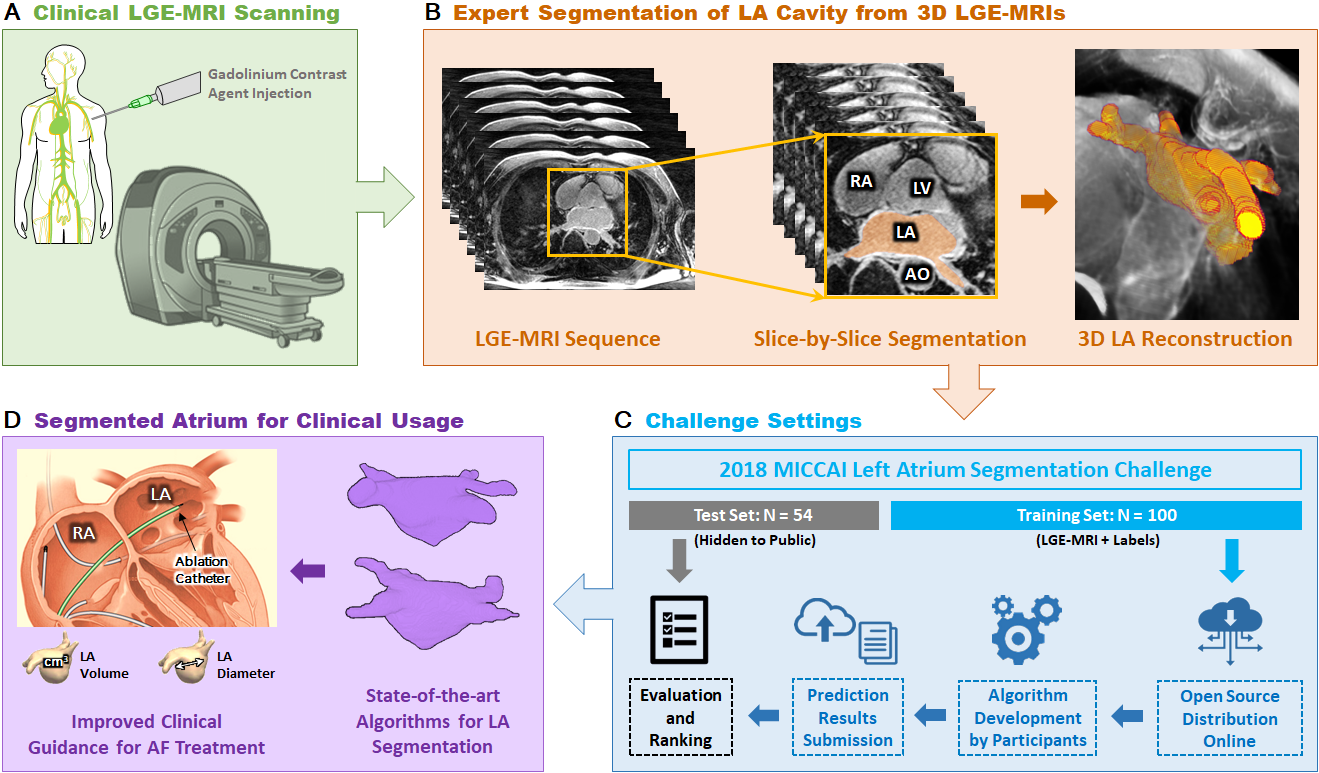 A Clinical LGE-MRI Scanning
Gadolinium Contrast
Agent Injection
B Expert Segmentation of LA Cavity from 3D LGE-MRIs
RA
LV
LA
AO
LGE-MRI Sequence
Slice-by-Slice Segmentation
3D LA Reconstruction
C Challenge Settings
2018 MICCAI Left Atrium Segmentation Challenge
Test Set: N = 54
(Hidden to Public)
Training Set: N = 100
(LGE-MRI + Labels)
Evaluation
and
Ranking
Prediction
Results
Submission
Algorithm
Development
by Participants
Open Source
Distribution
Online
D Segmented Atrium for Clinical Usage
LA
RA
Ablation
Catheter
cm³
LA
Volume
LA
Diameter
Improved Clinical
Guidance for AF Treatment
State-of-the-art
Algorithms for LA
Segmentation